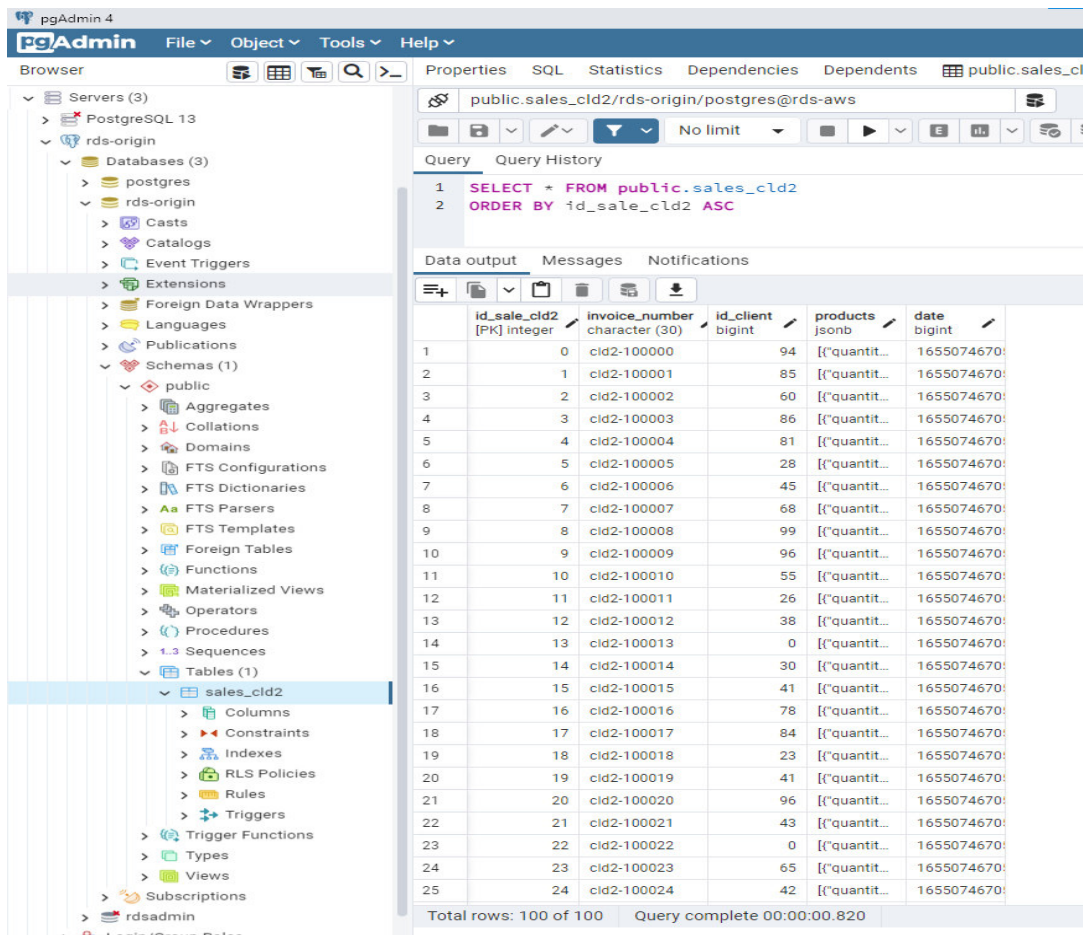 pgAdmin 4
pgAdmin File Object Tools Help
Browser
Servers (3)
PostgreSQL 13
rds-origin
Databases (3)
postgres
rds-origin
Casts
Catalogs
Event Triggers
Extensions
Foreign Data Wrappers
Languages
Publications
Schemas (1)
public
Aggregates
Collations
Domains
FTS Configurations
FTS Dictionaries
Aa FTS Parsers
FTS Templates
Foreign Tables
Functions
Materialized Views
Operators
Procedures
1..3 Sequences
Tables (1)
sales_cld2
Columns
Constraints
Indexes
RLS Policies
Rules
Triggers
Trigger Functions
Types
Views
Subscriptions
rdsadmin
Login/Group Roles
Properties SQL Statistics Dependencies Dependents public.sales_cl
public.sales_cld2/rds-origin/postgres@rds-aws
No limit E
Query Query History
1 SELECT * FROM public.sales_cld2
2 ORDER BY id_sale_cld2 ASC
Data output Messages Notifications
id_sale_cld2 invoice_number id_client products date
[PK] integer character (30) bigint jsonb bigint
1 0 cld2-100000 94 [{"quantit... 1655074670
2 1 cld2-100001 85 [{"quantit... 1655074670
3 2 cld2-100002 60 [{"quantit... 1655074670
4 3 cld2-100003 86 [{"quantit... 1655074670
5 4 cld2-100004 81 [{"quantit... 1655074670
6 5 cld2-100005 28 [{"quantit... 1655074670
7 6 cld2-100006 45 [{"quantit... 1655074670
8 7 cld2-100007 68 [{"quantit... 1655074670
9 8 cld2-100008 99 [{"quantit... 1655074670
10 9 cld2-100009 96 [{"quantit... 1655074670
11 10 cld2-100010 55 [{"quantit... 1655074670
12 11 cld2-100011 26 [{"quantit... 1655074670
13 12 cld2-100012 38 [{"quantit... 1655074670
14 13 cld2-100013 0 [{"quantit... 1655074670
15 14 cld2-100014 30 [{"quantit... 1655074670
16 15 cld2-100015 41 [{"quantit... 1655074670
17 16 cld2-100016 78 [{"quantit... 1655074670
18 17 cld2-100017 84 [{"quantit... 1655074670
19 18 cld2-100018 23 [{"quantit... 1655074670
20 19 cld2-100019 41 [{"quantit... 1655074670
21 20 cld2-100020 96 [{"quantit... 1655074670
22 21 cld2-100021 43 [{"quantit... 1655074670
23 22 cld2-100022 0 [{"quantit... 1655074670
24 23 cld2-100023 65 [{"quantit... 1655074670
25 24 cld2-100024 42 [{"quantit... 1655074670
Total rows: 100 of 100 Query complete 00:00:00.820